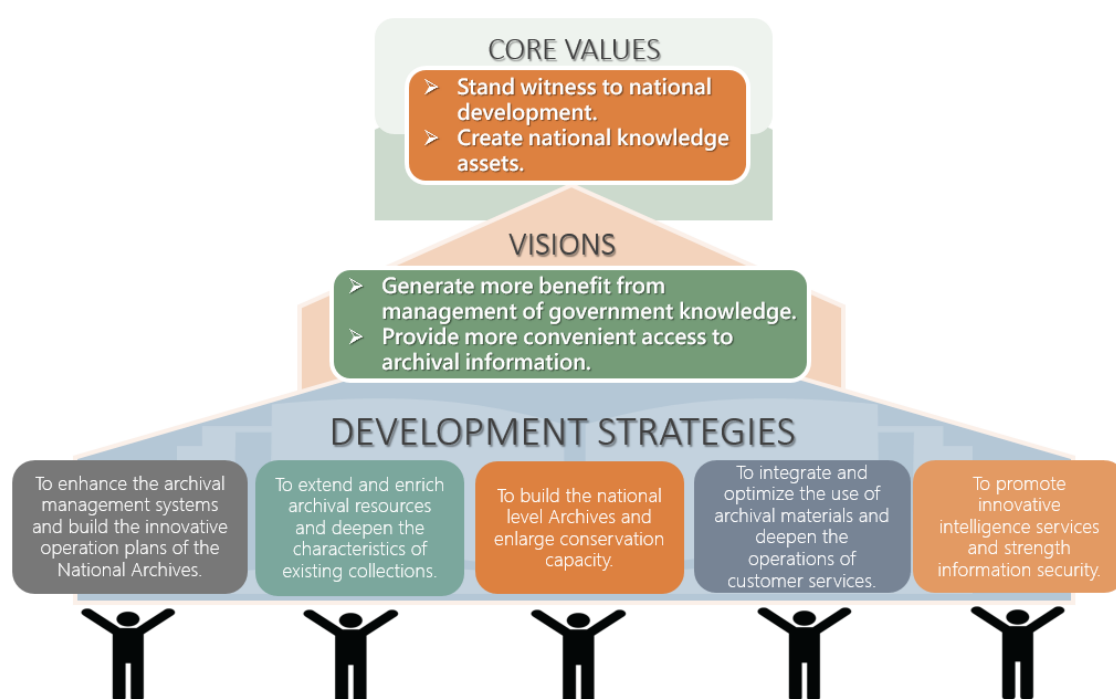 CORE VALUES
➢ Stand witness to national
development.
➢ Create national knowledge
assets.
VISIONS
➢ Generate more benefit from
management of government knowledge.
➢ Provide more convenient access to
archival information.
DEVELOPMENT STRATEGIES
To enhance the archival
management systems
and build the innovative
operation plans of the
National Archives.
To extend and enrich
archival resources
and deepen the
characteristics of
existing collections.
To build the national
level Archives and
enlarge conservation
capacity.
To integrate and
optimize the use of
archival materials and
deepen the
operations of
customer services.
To promote
innovative
intelligence services
and strength
information security.